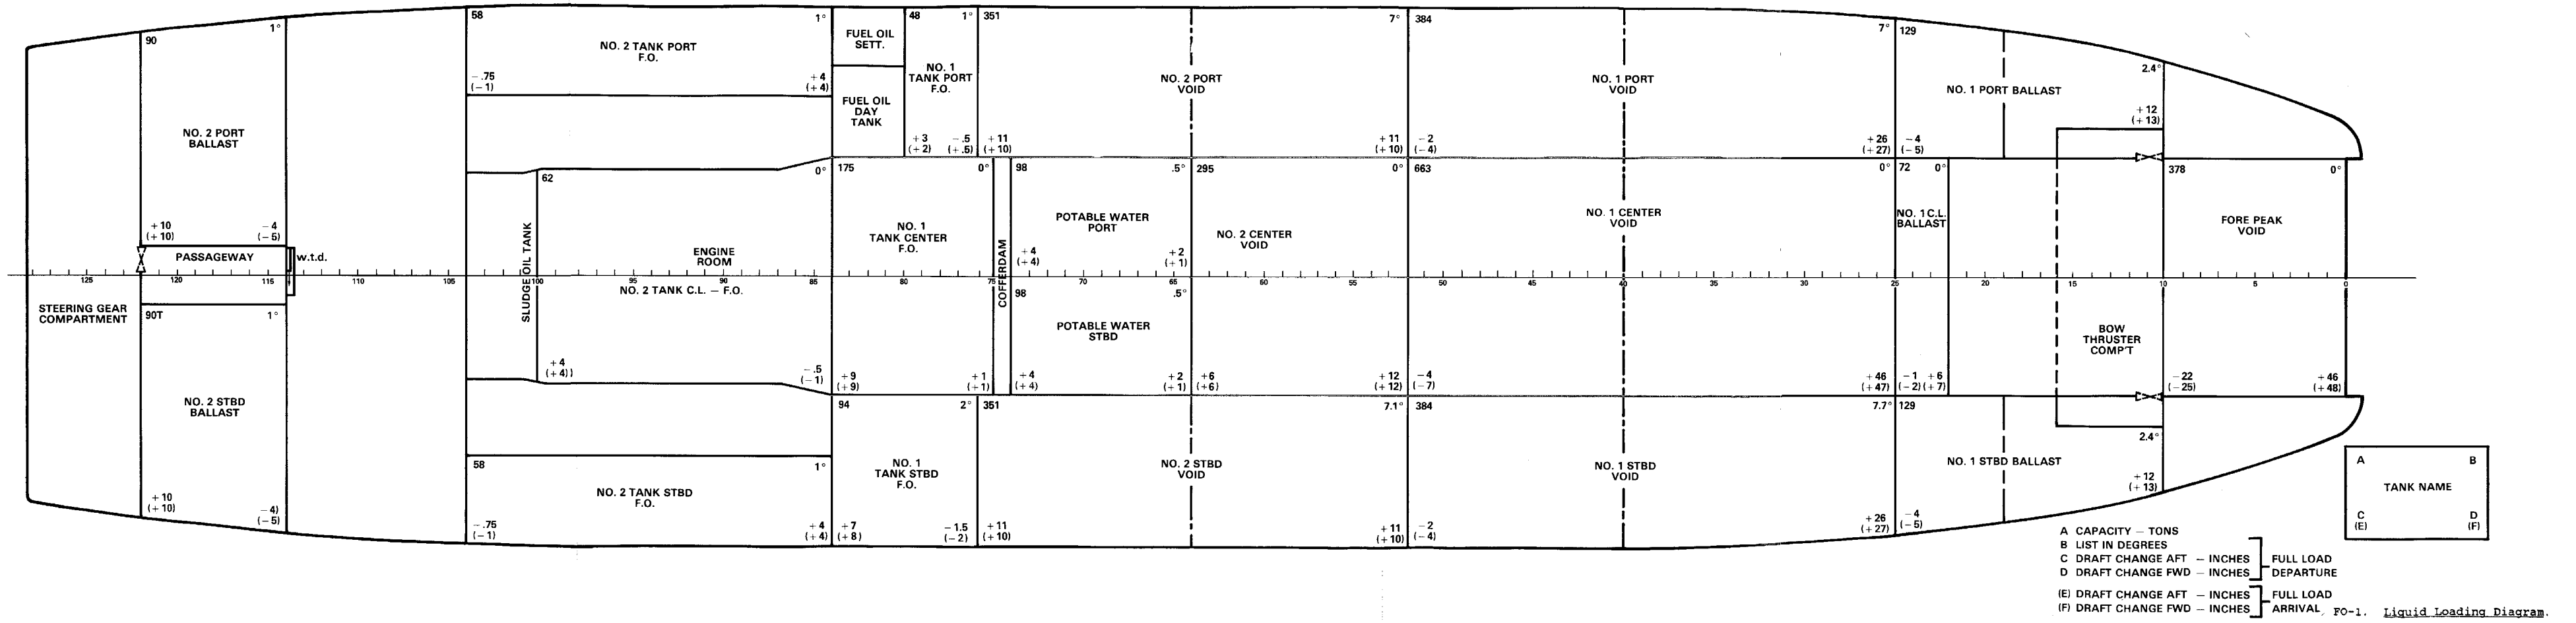 90
1°
NO. 2 PORT
BALLAST
+10
(+10)
−4
(−5)
PASSAGEWAY
w.t.d.
STEERING GEAR
COMPARTMENT
90T
1°
NO. 2 STBD
BALLAST
+10
(+10)
−4)
(−5)
58
1°
NO. 2 TANK PORT
F.O.
−.75
(−1)
+4
(+4)
FUEL OIL
SETT.
FUEL OIL
DAY
TANK
48
1°
NO. 1
TANK PORT
F.O.
+3
(+2)
−.5
(+.5)
351
7°
NO. 2 PORT
VOID
+11
(+10)
+11
(+10)
384
7°
NO. 1 PORT
VOID
−2
(−4)
+26
(+27)
129
2.4°
NO. 1 PORT BALLAST
−4
(−5)
+12
(+13)
SLUDGE OIL TANK
62
0°
ENGINE
ROOM
NO. 2 TANK C.L. – F.O.
+4
(+4))
−.5
(−1)
175
0°
NO. 1
TANK CENTER
F.O.
+9
(+9)
+1
(+1)
COFFERDAM
98
.5°
POTABLE WATER
PORT
+4
(+4)
+2
(+1)
98
.5°
POTABLE WATER
STBD
+4
(+4)
+2
(+1)
295
0°
NO. 2 CENTER
VOID
+6
(+6)
+12
(+12)
663
0°
NO. 1 CENTER
VOID
−4
(−7)
+46
(+47)
72
0°
NO. 1 C.L.
BALLAST
−1
(−2)
+6
(+7)
BOW
THRUSTER
COMP'T
378
0°
FORE PEAK
VOID
−22
(−25)
+46
(+48)
125 120 115 110 105 100 95 90 85 80 75 70 65 60 55 50 45 40 35 30 25 20 15 10 5 0
58
1°
NO. 2 TANK STBD
F.O.
−.75
(−1)
+4
(+4)
94
2°
NO. 1
TANK STBD
F.O.
+7
(+8)
−1.5
(−2)
351
7.1°
NO. 2 STBD
VOID
+11
(+10)
+11
(+10)
384
7.7°
NO. 1 STBD
VOID
−2
(−4)
+26
(+27)
129
2.4°
NO. 1 STBD BALLAST
−4
(−5)
+12
(+13)
A B
TANK NAME
C D
(E) (F)
A CAPACITY – TONS
B LIST IN DEGREES
C DRAFT CHANGE AFT – INCHES
D DRAFT CHANGE FWD – INCHES
FULL LOAD
DEPARTURE
(E) DRAFT CHANGE AFT – INCHES
(F) DRAFT CHANGE FWD – INCHES
FULL LOAD
ARRIVAL
FO-1. Liquid Loading Diagram.